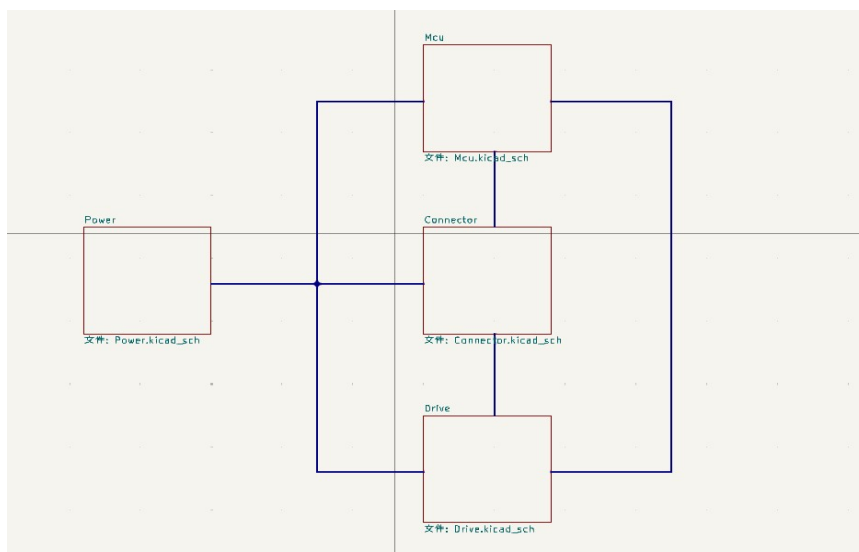 Mcu
文件: Mcu.kicad_sch
Power
文件: Power.kicad_sch
Connector
文件: Connector.kicad_sch
Drive
文件: Drive.kicad_sch